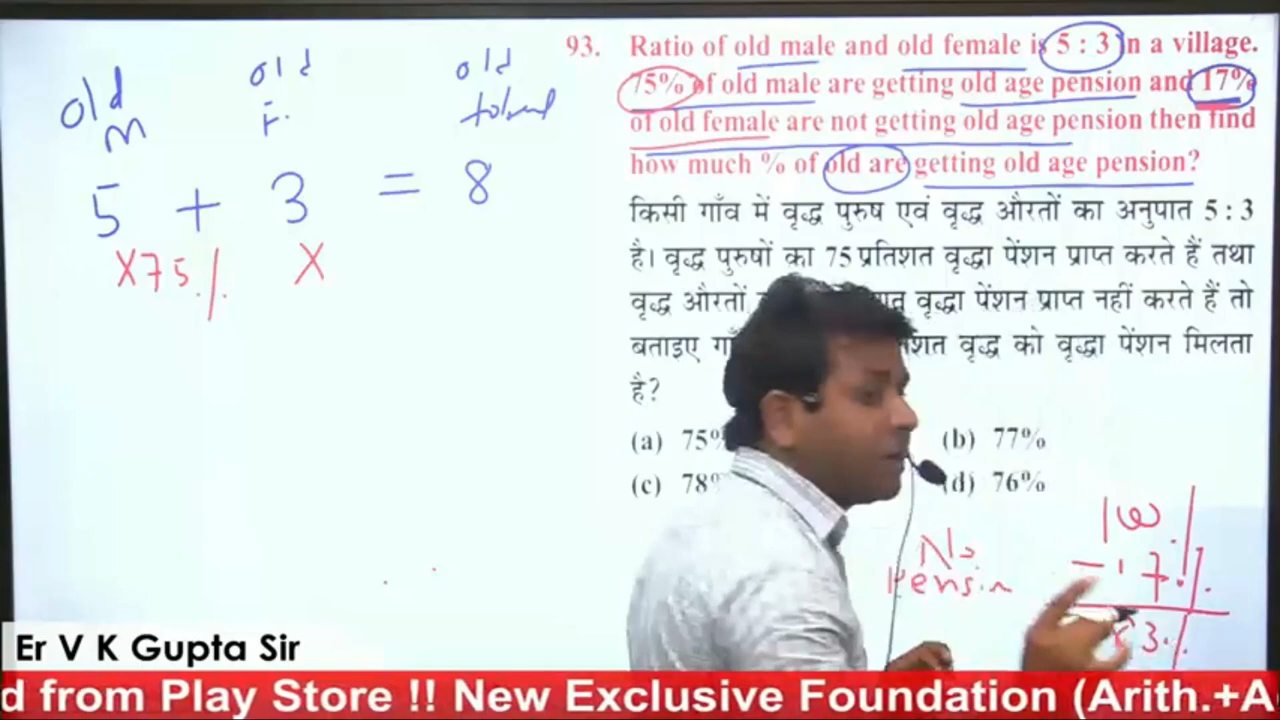 old
M
old
F.
old
total
5 + 3 = 8
X75% X
93. Ratio of old male and old female is 5 : 3 in a village.
75% of old male are getting old age pension and 17%
of old female are not getting old age pension then find
how much % of old are getting old age pension?
किसी गाँव में वृद्ध पुरुष एवं वृद्ध औरतों का अनुपात 5 : 3
है। वृद्ध पुरुषों का 75 प्रतिशत वृद्धा पेंशन प्राप्त करते हैं तथा
वृद्ध औरतों वृद्धा पेंशन प्राप्त नहीं करते हैं तो
बताइए वृद्ध को वृद्धा पेंशन मिलता
है?
(a) 75% (b) 77%
(c) 78% (d) 76%
No
Pension
100%
- 17%
83%
Er V K Gupta Sir
d from Play Store !! New Exclusive Foundation (Arith.+A